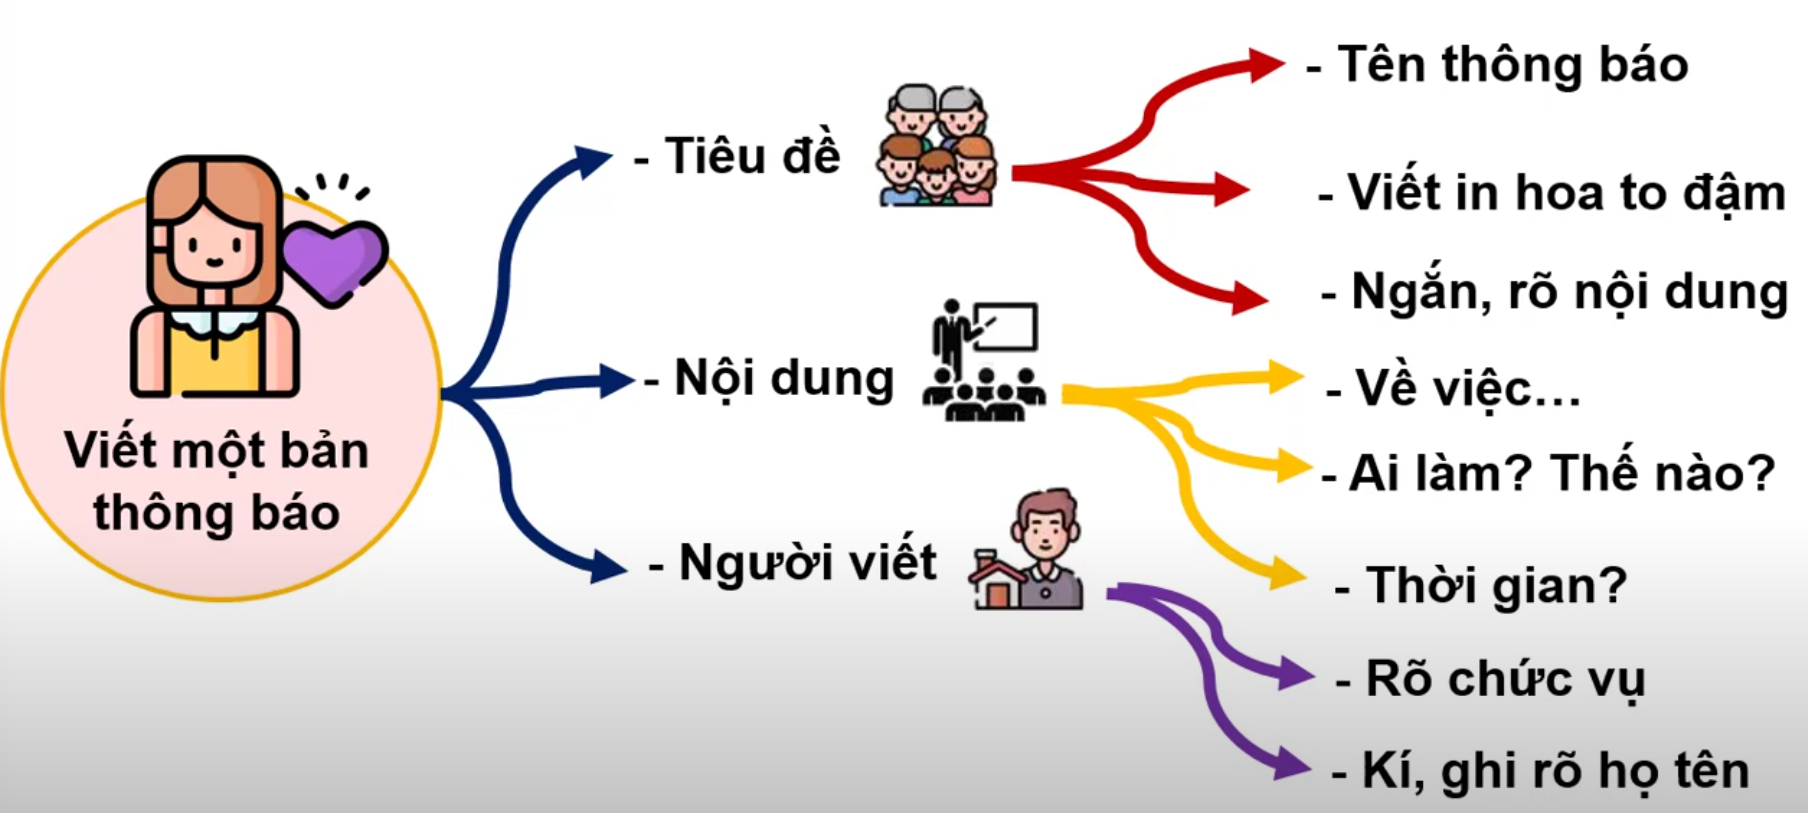 Viết một bản
thông báo
- Tiêu đề
- Tên thông báo
- Viết in hoa to đậm
- Ngắn, rõ nội dung
- Nội dung
- Về việc...
- Ai làm? Thế nào?
- Thời gian?
- Người viết
- Rõ chức vụ
- Kí, ghi rõ họ tên